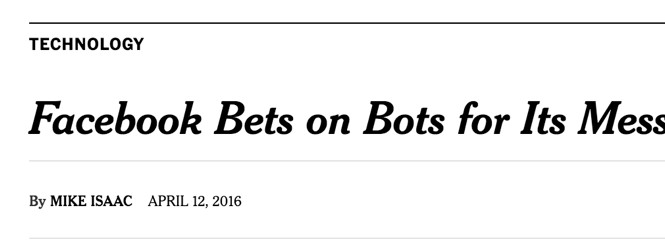 TECHNOLOGY
Facebook Bets on Bots for Its Mess
By MIKE ISAAC APRIL 12, 2016